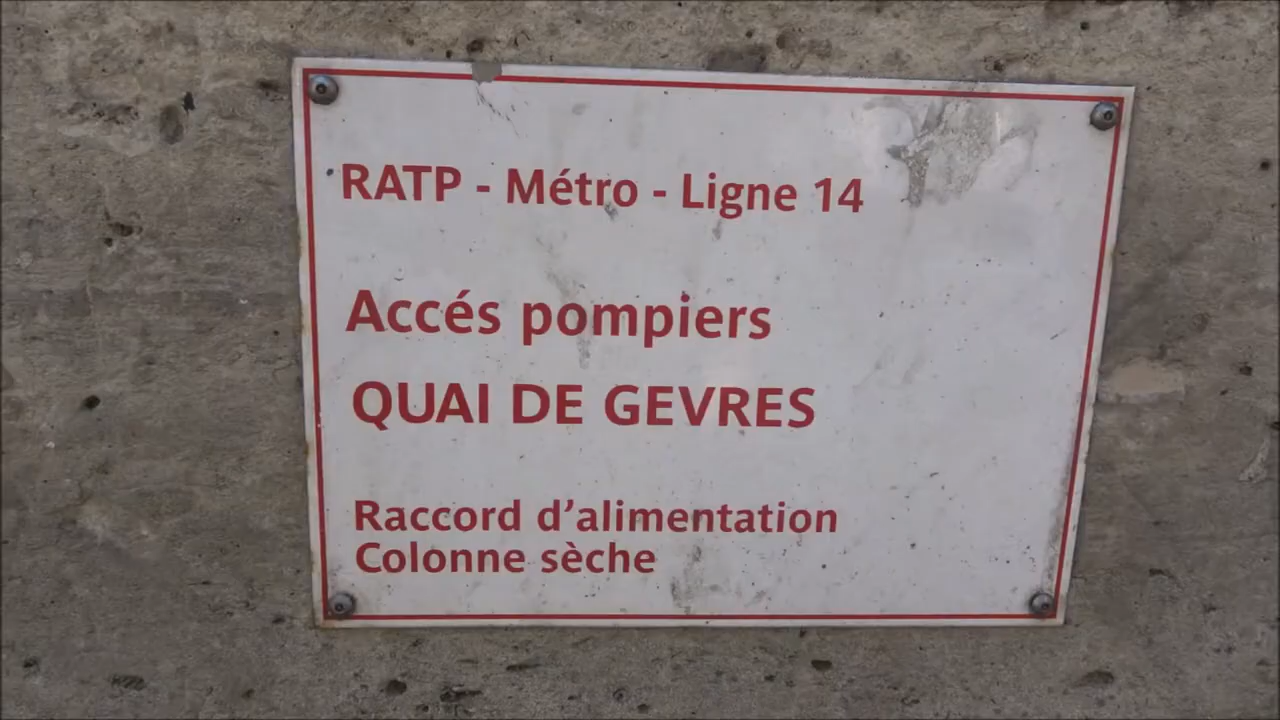 RATP - Métro - Ligne 14
Accés pompiers
QUAI DE GEVRES
Raccord d’alimentation
Colonne sèche